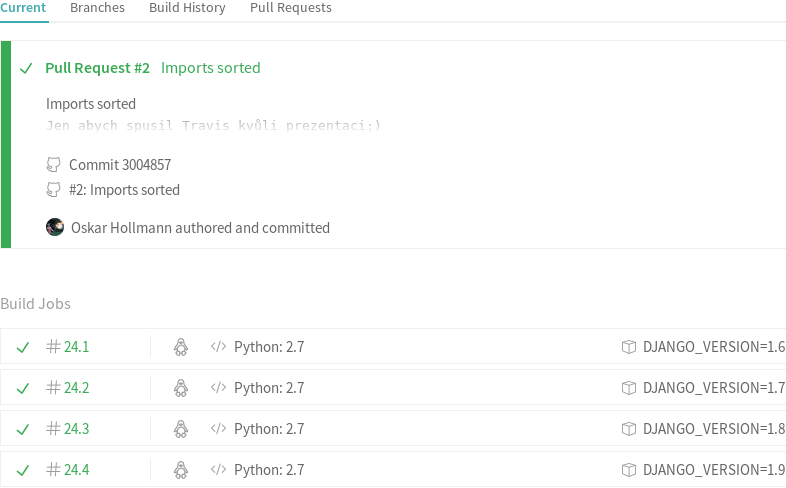 Current Branches Build History Pull Requests
Pull Request #2 Imports sorted
Imports sorted
Jen abych spusil Travis kvůli prezentaci;)
Commit 3004857
#2: Imports sorted
Oskar Hollmann authored and committed
Build Jobs
# 24.1 </> Python: 2.7 DJANGO_VERSION=1.6
# 24.2 </> Python: 2.7 DJANGO_VERSION=1.7
# 24.3 </> Python: 2.7 DJANGO_VERSION=1.8
# 24.4 </> Python: 2.7 DJANGO_VERSION=1.9